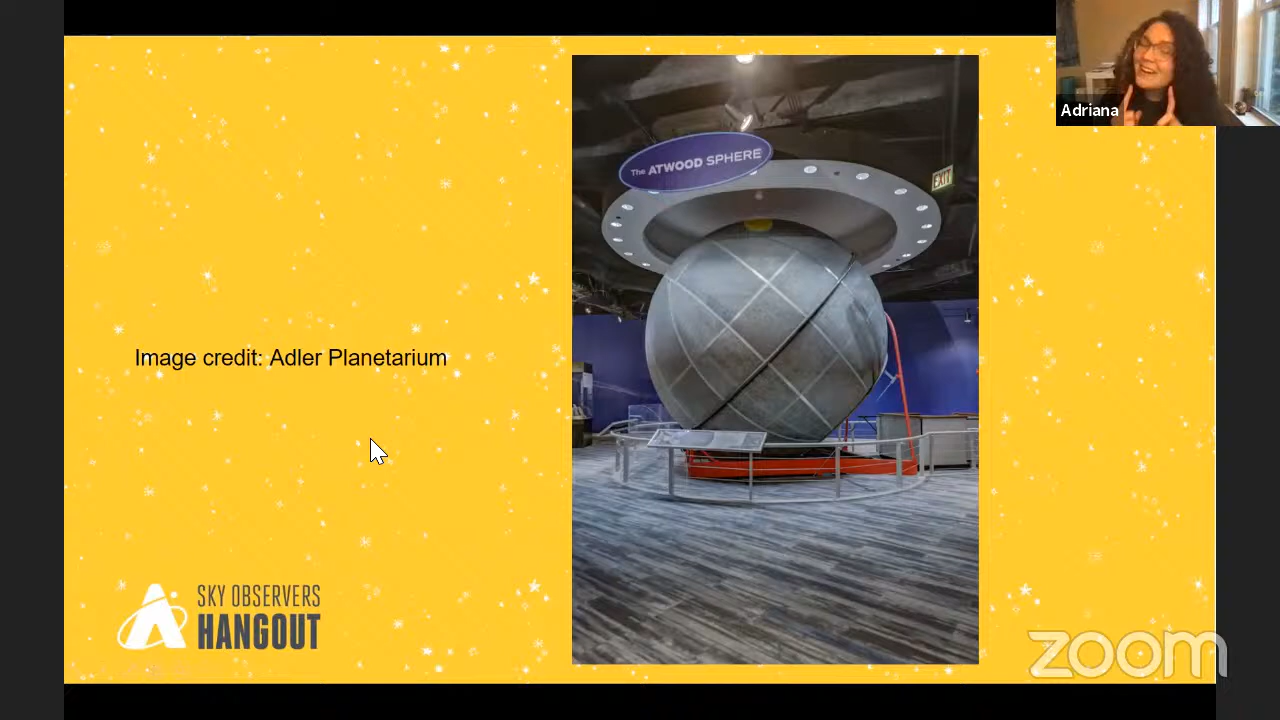 Adriana
The ATWOOD SPHERE
EXIT
Image credit: Adler Planetarium
SKY OBSERVERS
HANGOUT
zoom